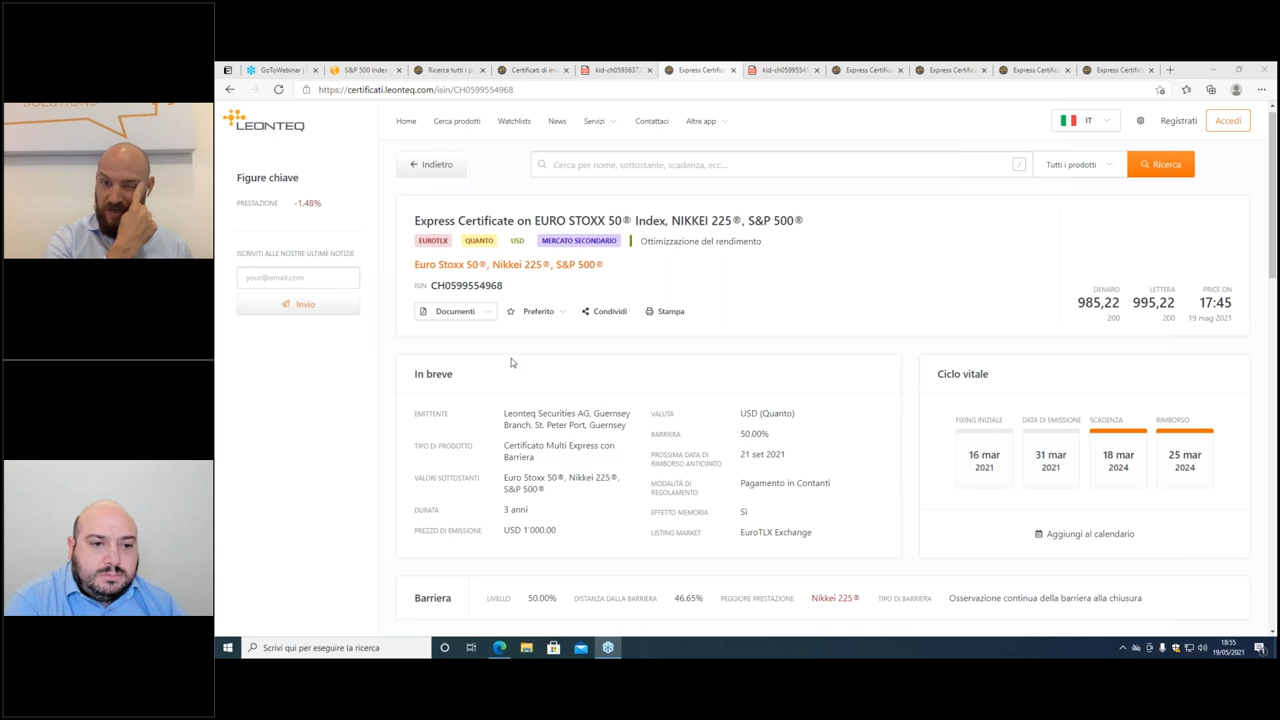 SOLUTIONS
GoToWebinar |
S&P 500 Index
Ricerca tutti i p
Certificati di inve
kid-ch05936372
Express Certific
kid-ch0599554
Express Certific
Express Certific
Express Certific
Express Certific
https://certificati.leonteq.com/isin/CH0599554968
LEONTEQ
Home
Cerca prodotti
Watchlists
News
Servizi
Contattaci
Altre app
IT
Registrati
Accedi
Indietro
Cerca per nome, sottostante, scadenza, ecc...
/
Tutti i prodotti
Ricerca
Figure chiave
PRESTAZIONE -1.48%
ISCRIVITI ALLE NOSTRE ULTIME NOTIZIE
your@email.com
Invio
Express Certificate on EURO STOXX 50® Index, NIKKEI 225®, S&P 500®
EUROTLX QUANTO USD MERCATO SECONDARIO Ottimizzazione del rendimento
Euro Stoxx 50®, Nikkei 225®, S&P 500®
ISIN CH0599554968
Documenti Preferito Condividi Stampa
DENARO LETTERA PRICE ON
985,22 995,22 17:45
200 200 19 mag 2021
In breve
EMITTENTE Leonteq Securities AG, Guernsey
Branch, St. Peter Port, Guernsey
TIPO DI PRODOTTO Certificato Multi Express con
Barriera
VALORI SOTTOSTANTI Euro Stoxx 50®, Nikkei 225®,
S&P 500®
DURATA 3 anni
PREZZO DI EMISSIONE USD 1'000.00
VALUTA USD (Quanto)
BARRIERA 50.00%
PROSSIMA DATA DI
RIMBORSO ANTICIPATO 21 set 2021
MODALITÀ DI
REGOLAMENTO Pagamento in Contanti
EFFETTO MEMORIA Sì
LISTING MARKET EuroTLX Exchange
Ciclo vitale
FIXING INIZIALE DATA DI EMISSIONE SCADENZA RIMBORSO
16 mar 31 mar 18 mar 25 mar
2021 2021 2024 2024
Aggiungi al calendario
Barriera LIVELLO 50.00% DISTANZA DALLA BARRIERA 46.65% PEGGIORE PRESTAZIONE Nikkei 225® TIPO DI BARRIERA Osservazione continua della barriera alla chiusura
Scrivi qui per eseguire la ricerca
18:55
19/05/2021